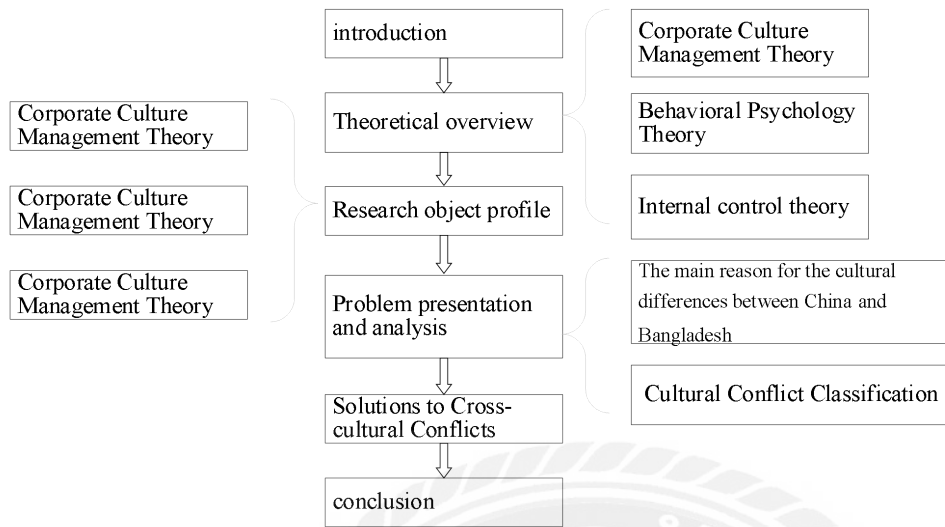 introduction
Theoretical overview
Research object profile
Problem presentation
and analysis
Solutions to Cross-
cultural Conflicts
conclusion
Corporate Culture
Management Theory
Corporate Culture
Management Theory
Corporate Culture
Management Theory
Corporate Culture
Management Theory
Behavioral Psychology
Theory
Internal control theory
The main reason for the cultural
differences between China and
Bangladesh
Cultural Conflict Classification